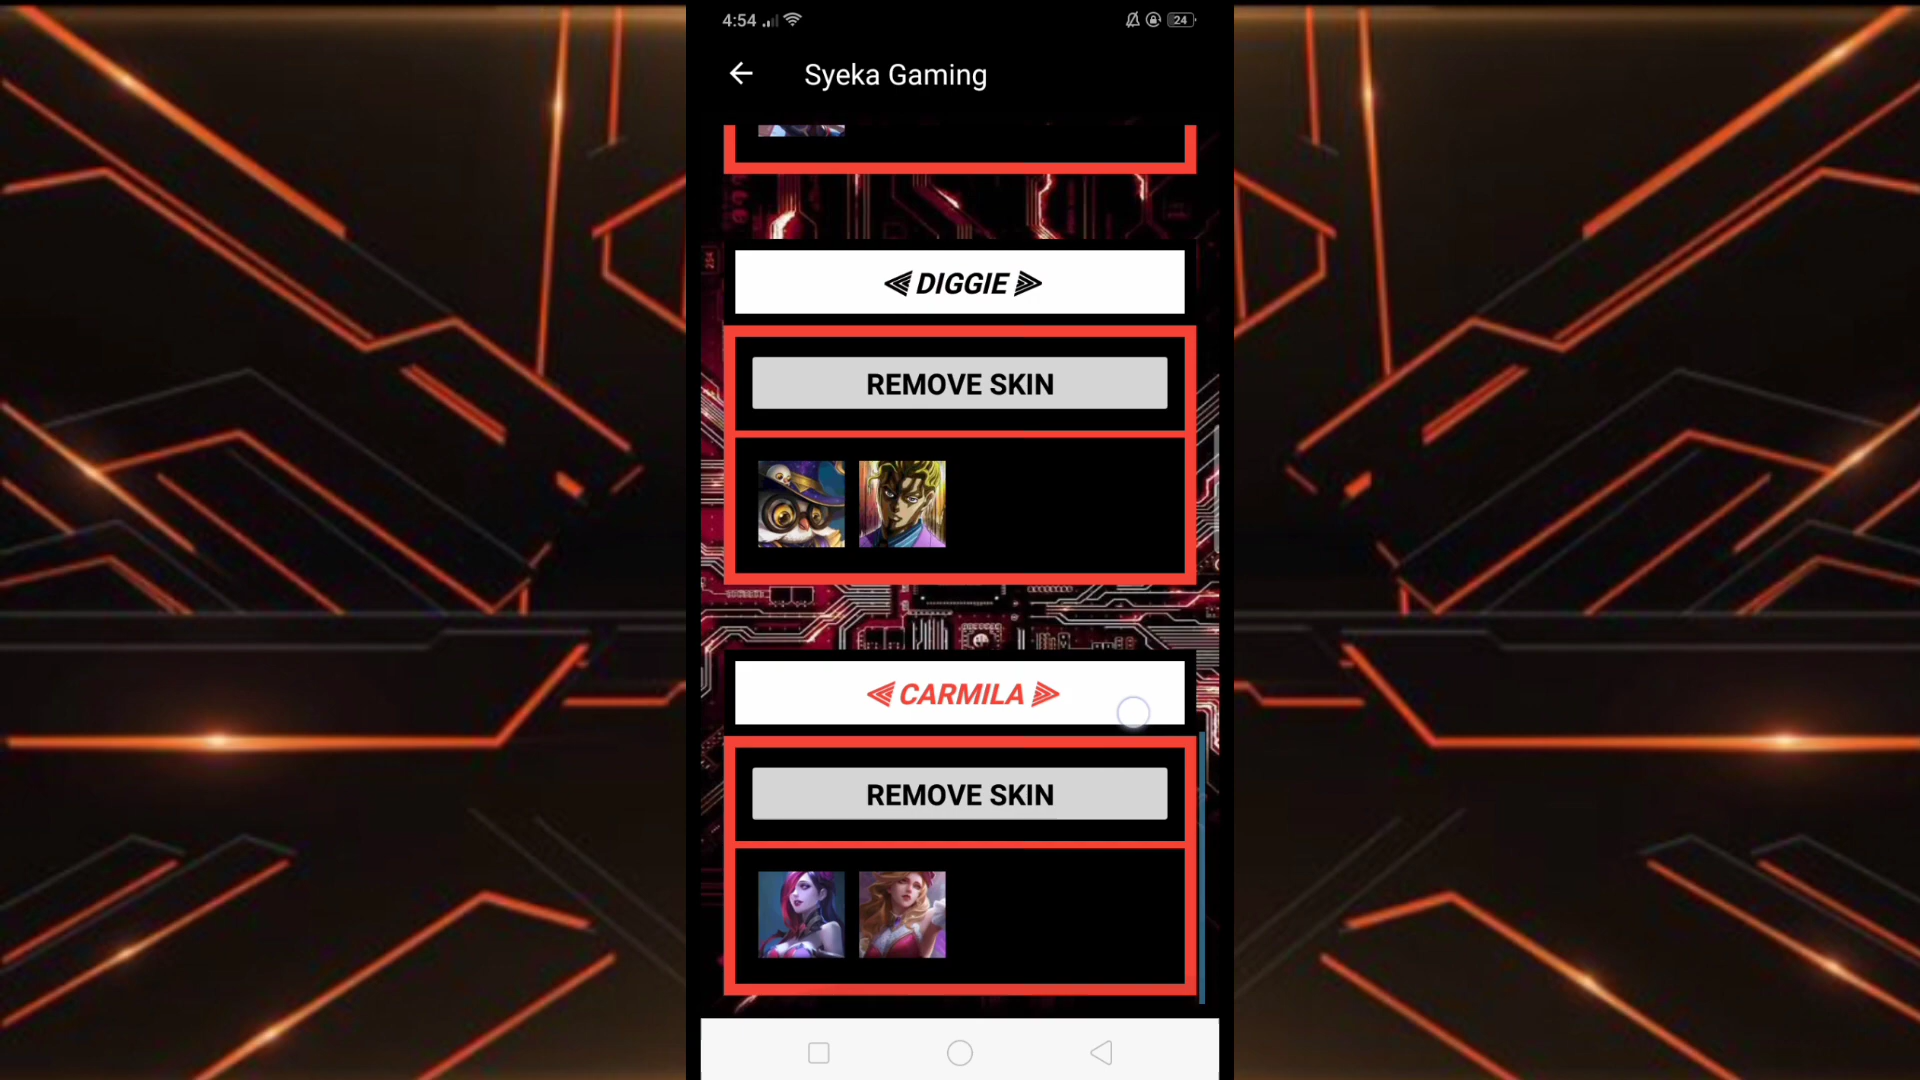 4:54
24
Syeka Gaming
DIGGIE
REMOVE SKIN
CARMILA
REMOVE SKIN